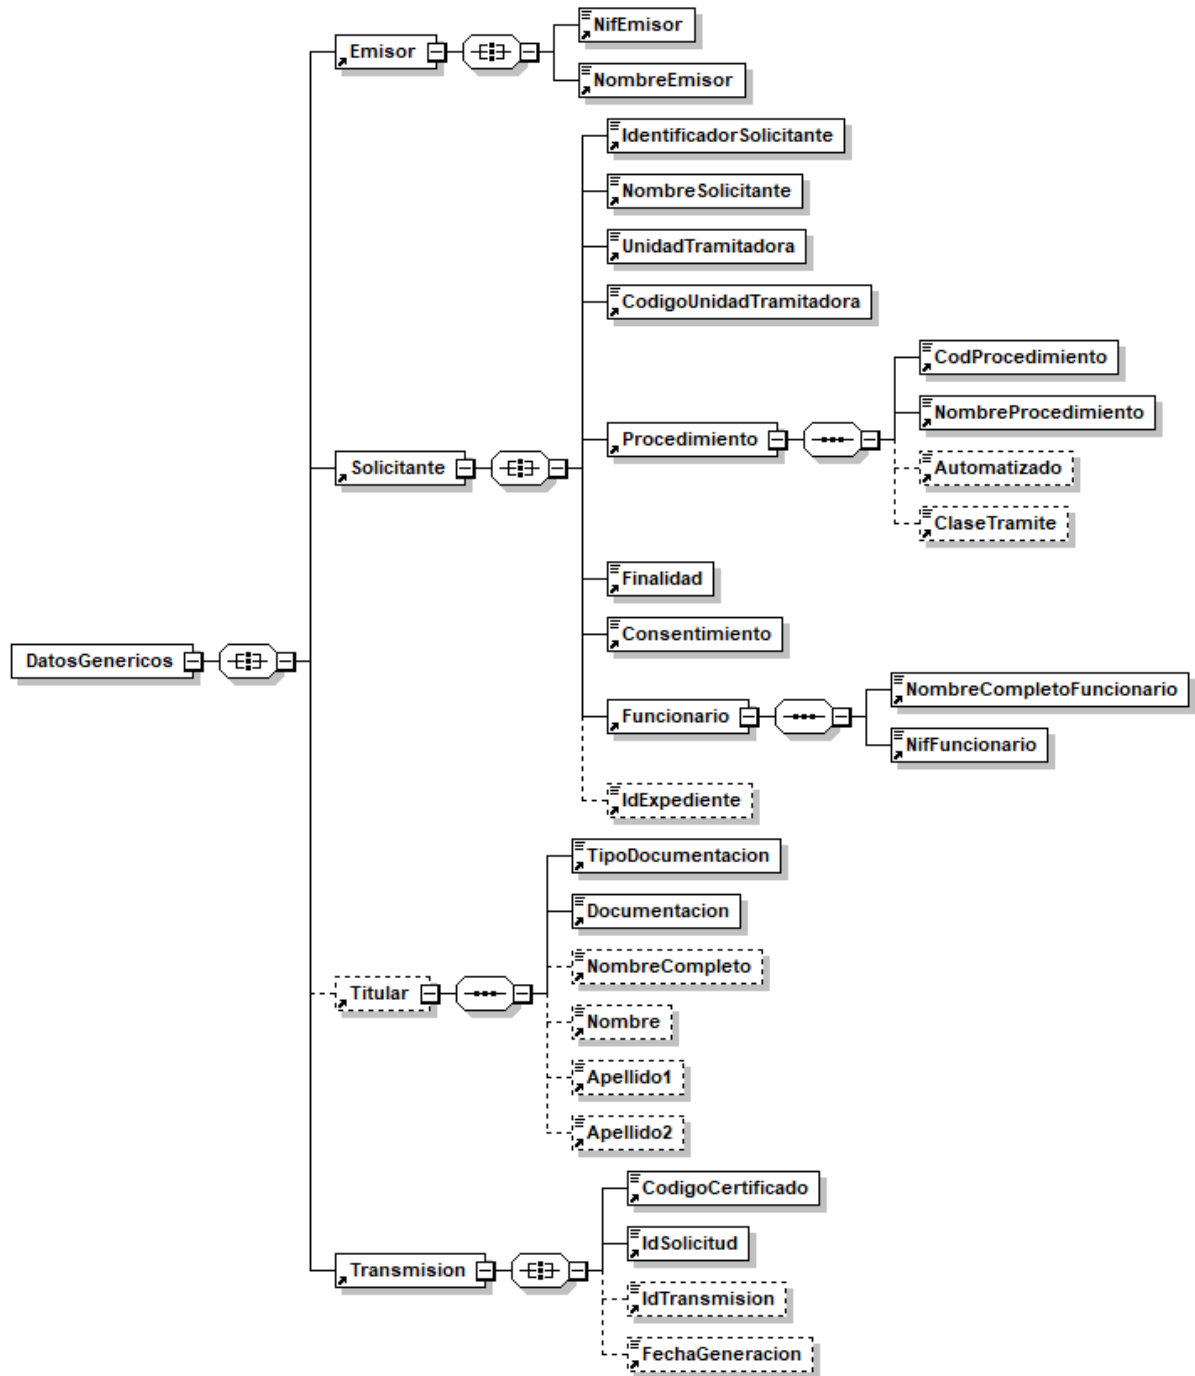 NifEmisor
Emisor
NombreEmisor
IdentificadorSolicitante
NombreSolicitante
UnidadTramitadora
CodigoUnidadTramitadora
CodProcedimiento
NombreProcedimiento
Procedimiento
Solicitante
Automatizado
ClaseTramite
Finalidad
Consentimiento
DatosGenericos
NombreCompletoFuncionario
Funcionario
NifFuncionario
IdExpediente
TipoDocumentacion
Documentacion
NombreCompleto
Titular
Nombre
Apellido1
Apellido2
CodigoCertificado
IdSolicitud
Transmision
IdTransmision
FechaGeneracion